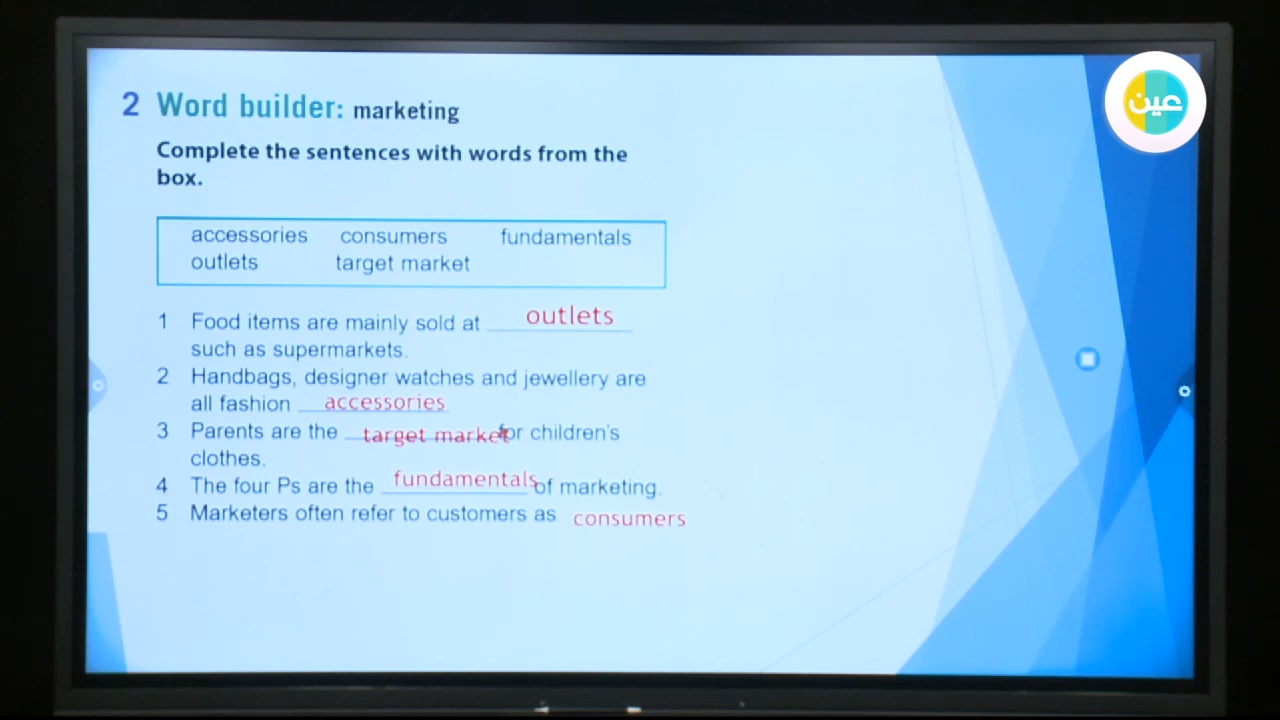 عين
2 Word builder: marketing
Complete the sentences with words from the
box.
accessories consumers fundamentals
outlets target market
1 Food items are mainly sold at outlets
such as supermarkets.
2 Handbags, designer watches and jewellery are
all fashion accessories
3 Parents are the target market for children's
clothes.
4 The four Ps are the fundamentals of marketing.
5 Marketers often refer to customers as consumers